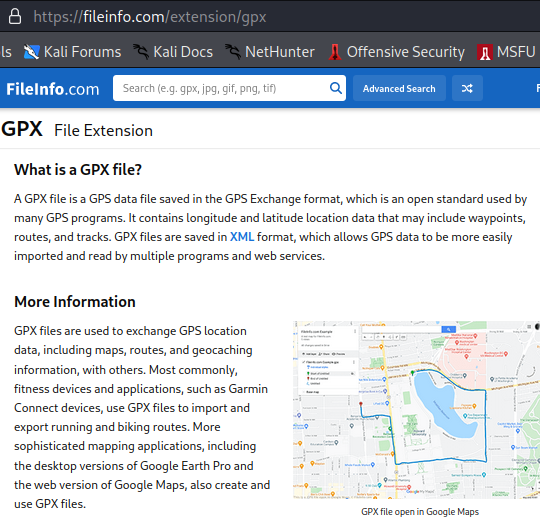 https://fileinfo.com/extension/gpx
ls Kali Forums Kali Docs NetHunter Offensive Security MSFU
FileInfo.com Search (e.g. gpx, jpg, gif, png, tif) Advanced Search
GPX File Extension
What is a GPX file?
A GPX file is a GPS data file saved in the GPS Exchange format, which is an open standard used by
many GPS programs. It contains longitude and latitude location data that may include waypoints,
routes, and tracks. GPX files are saved in XML format, which allows GPS data to be more easily
imported and read by multiple programs and web services.
More Information
GPX files are used to exchange GPS location
data, including maps, routes, and geocaching
information, with others. Most commonly,
fitness devices and applications, such as Garmin
Connect devices, use GPX files to import and
export running and biking routes. More
sophisticated mapping applications, including
the desktop versions of Google Earth Pro and
the web version of Google Maps, also create and
use GPX files.
GPX file open in Google Maps